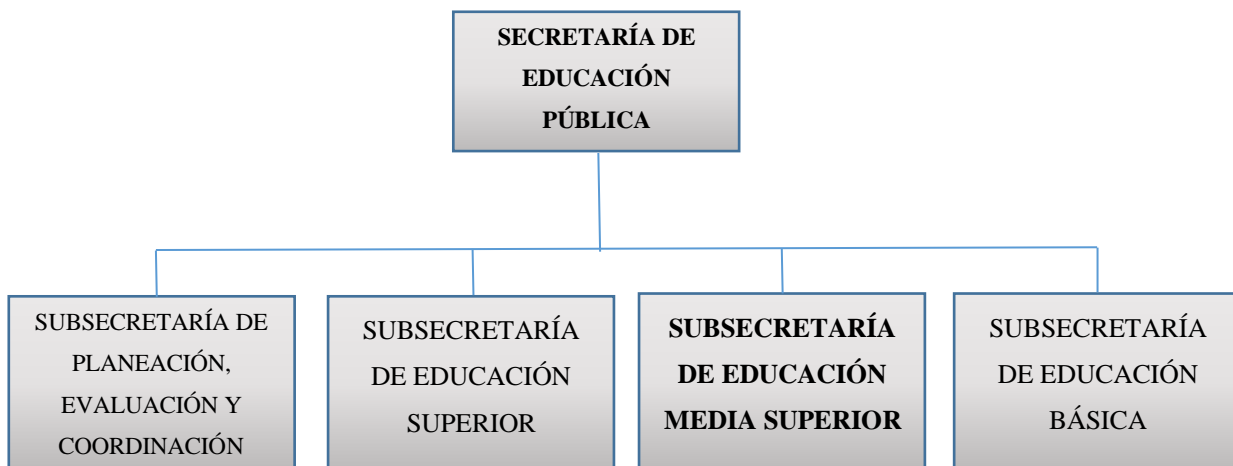 SECRETARÍA DE
EDUCACIÓN
PÚBLICA
SUBSECRETARÍA DE
PLANEACIÓN,
EVALUACIÓN Y
COORDINACIÓN
SUBSECRETARÍA
DE EDUCACIÓN
SUPERIOR
SUBSECRETARÍA
DE EDUCACIÓN
MEDIA SUPERIOR
SUBSECRETARÍA
DE EDUCACIÓN
BÁSICA